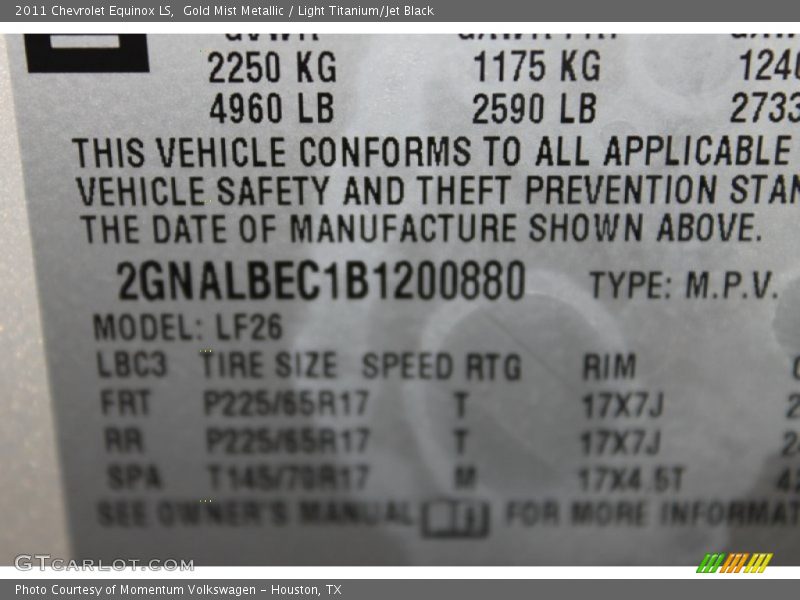 2011 Chevrolet Equinox LS, Gold Mist Metallic / Light Titanium/Jet Black
2250 KG 1175 KG
4960 LB 2590 LB 2733
THIS VEHICLE CONFORMS TO ALL APPLICABLE
VEHICLE SAFETY AND THEFT PREVENTION STAN
THE DATE OF MANUFACTURE SHOWN ABOVE.
2GNALBEC1B1200880 TYPE: M.P.V.
MODEL: LF26
LBC3 TIRE SIZE SPEED RTG RIM
FRT P225/65R17 T 17X7J
RR P225/65R17 T 17X7J
SPA T145/70R17 M 17X4.5T
SEE OWNER'S MANUAL FOR MORE INFORMAT
GTCARLOT.COM
Photo Courtesy of Momentum Volkswagen - Houston, TX